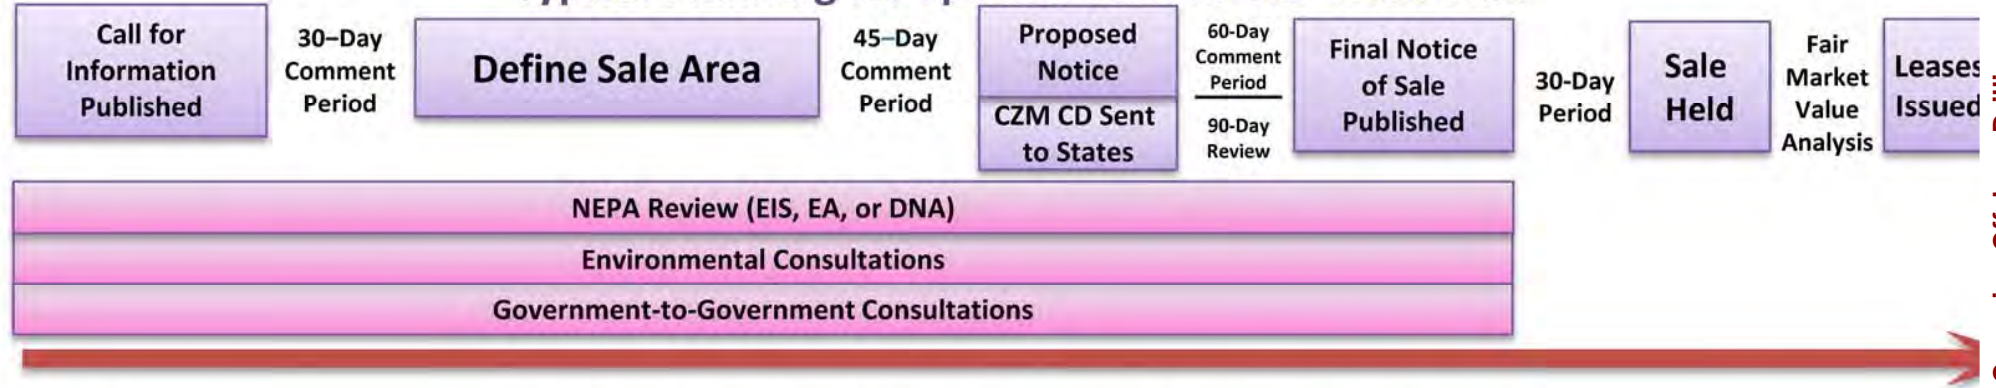 Call for
Information
Published
30–Day
Comment
Period
Define Sale Area
45–Day
Comment
Period
Proposed
Notice
CZM CD Sent
to States
60-Day
Comment
Period
90-Day
Review
Final Notice
of Sale
Published
30-Day
Period
Sale
Held
Fair
Market
Value
Analysis
Leases
Issued
NEPA Review (EIS, EA, or DNA)
Environmental Consultations
Government-to-Government Consultations